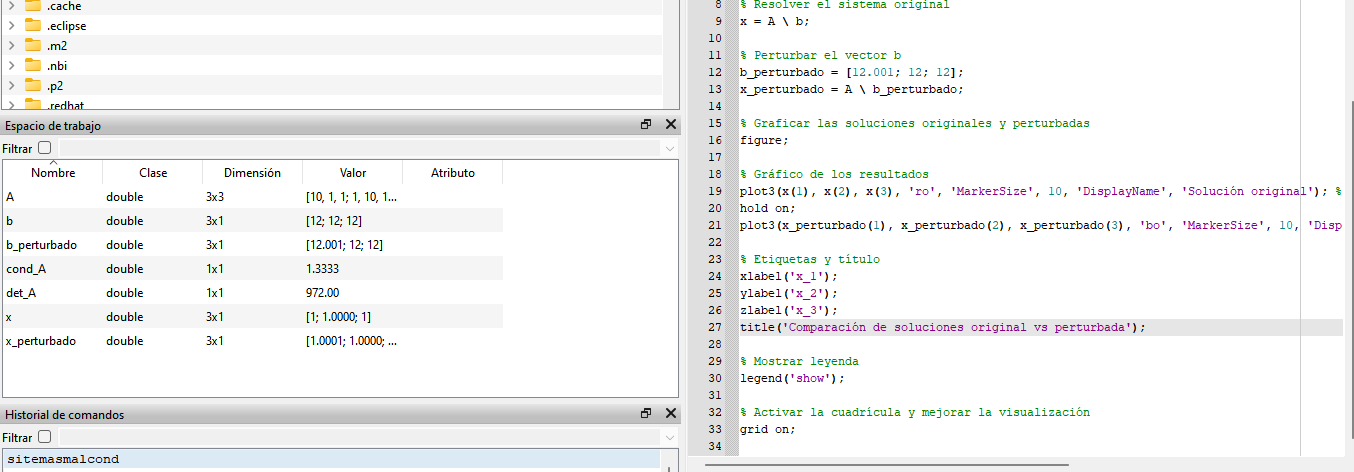 .cache
.eclipse
.m2
.nbi
.p2
.redhat
Espacio de trabajo
Filtrar
Nombre Clase Dimensión Valor Atributo
A double 3x3 [10, 1, 1; 1, 10, 1...
b double 3x1 [12; 12; 12]
b_perturbado double 3x1 [12.001; 12; 12]
cond_A double 1x1 1.3333
det_A double 1x1 972.00
x double 3x1 [1; 1.0000; 1]
x_perturbado double 3x1 [1.0001; 1.0000; ...
Historial de comandos
Filtrar
sitemasmalcond
8 % Resolver el sistema original
9 x = A \ b;
10
11 % Perturbar el vector b
12 b_perturbado = [12.001; 12; 12];
13 x_perturbado = A \ b_perturbado;
14
15 % Graficar las soluciones originales y perturbadas
16 figure;
17
18 % Gráfico de los resultados
19 plot3(x(1), x(2), x(3), 'ro', 'MarkerSize', 10, 'DisplayName', 'Solución original'); %
20 hold on;
21 plot3(x_perturbado(1), x_perturbado(2), x_perturbado(3), 'bo', 'MarkerSize', 10, 'Disp
22
23 % Etiquetas y título
24 xlabel('x_1');
25 ylabel('x_2');
26 zlabel('x_3');
27 title('Comparación de soluciones original vs perturbada');
28
29 % Mostrar leyenda
30 legend('show');
31
32 % Activar la cuadrícula y mejorar la visualización
33 grid on;
34